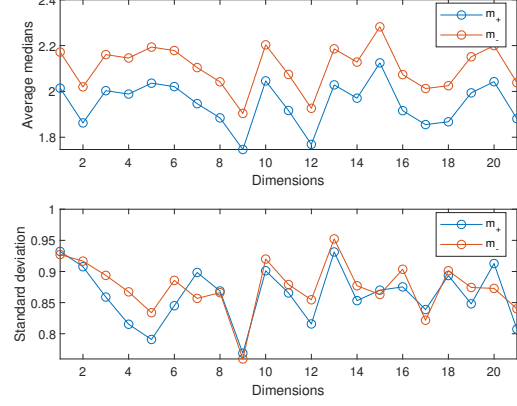 2.4
2.2
2
1.8
Average medians
m+
m-
2 4 6 8 10 12 14 16 18 20
Dimensions
1
0.95
0.9
0.85
0.8
Standard deviation
m+
m-
2 4 6 8 10 12 14 16 18 20
Dimensions